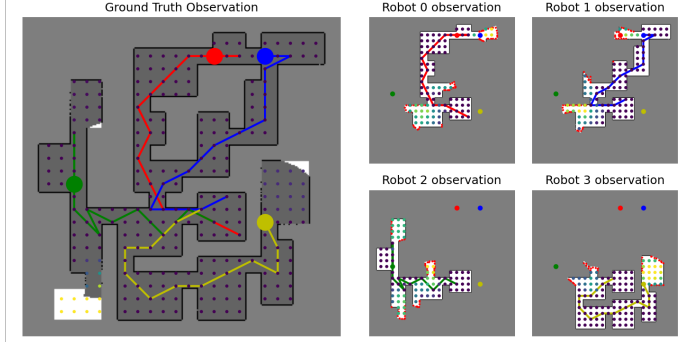 Ground Truth Observation
Robot 0 observation
Robot 1 observation
Robot 2 observation
Robot 3 observation